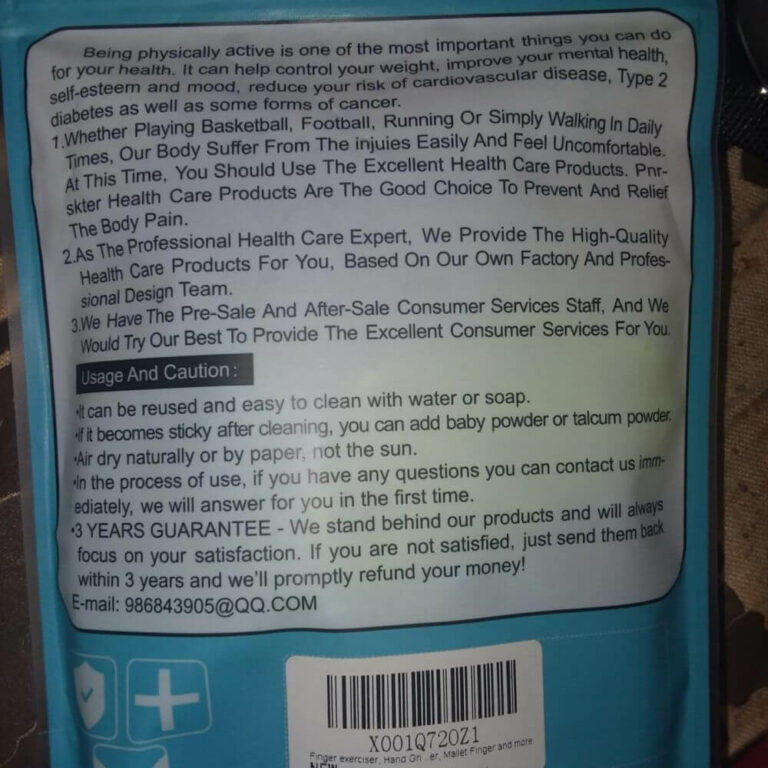 Being physically active is one of the most important things you can do
for your health. It can help control your weight, improve your mental health,
self-esteem and mood, reduce your risk of cardiovascular disease, Type 2
diabetes as well as some forms of cancer.
1.Whether Playing Basketball, Football, Running Or Simply Walking In Daily
Times, Our Body Suffer From The injuies Easily And Feel Uncomfortable.
At This Time, You Should Use The Excellent Health Care Products. Pnr-
skter Health Care Products Are The Good Choice To Prevent And Relief
The Body Pain.
2.As The Professional Health Care Expert, We Provide The High-Quality
Health Care Products For You, Based On Our Own Factory And Profes-
sional Design Team.
3.We Have The Pre-Sale And After-Sale Consumer Services Staff, And We
Would Try Our Best To Provide The Excellent Consumer Services For You.
Usage And Caution :
•It can be reused and easy to clean with water or soap.
•If it becomes sticky after cleaning, you can add baby powder or talcum powder.
•Air dry naturally or by paper, not the sun.
•In the process of use, if you have any questions you can contact us imm-
ediately, we will answer for you in the first time.
•3 YEARS GUARANTEE - We stand behind our products and will always
focus on your satisfaction. If you are not satisfied, just send them back
within 3 years and we'll promptly refund your money!
E-mail: 986843905@QQ.COM
X001Q720Z1
Finger exerciser, Hand er, Mallet Finger and more
NEW